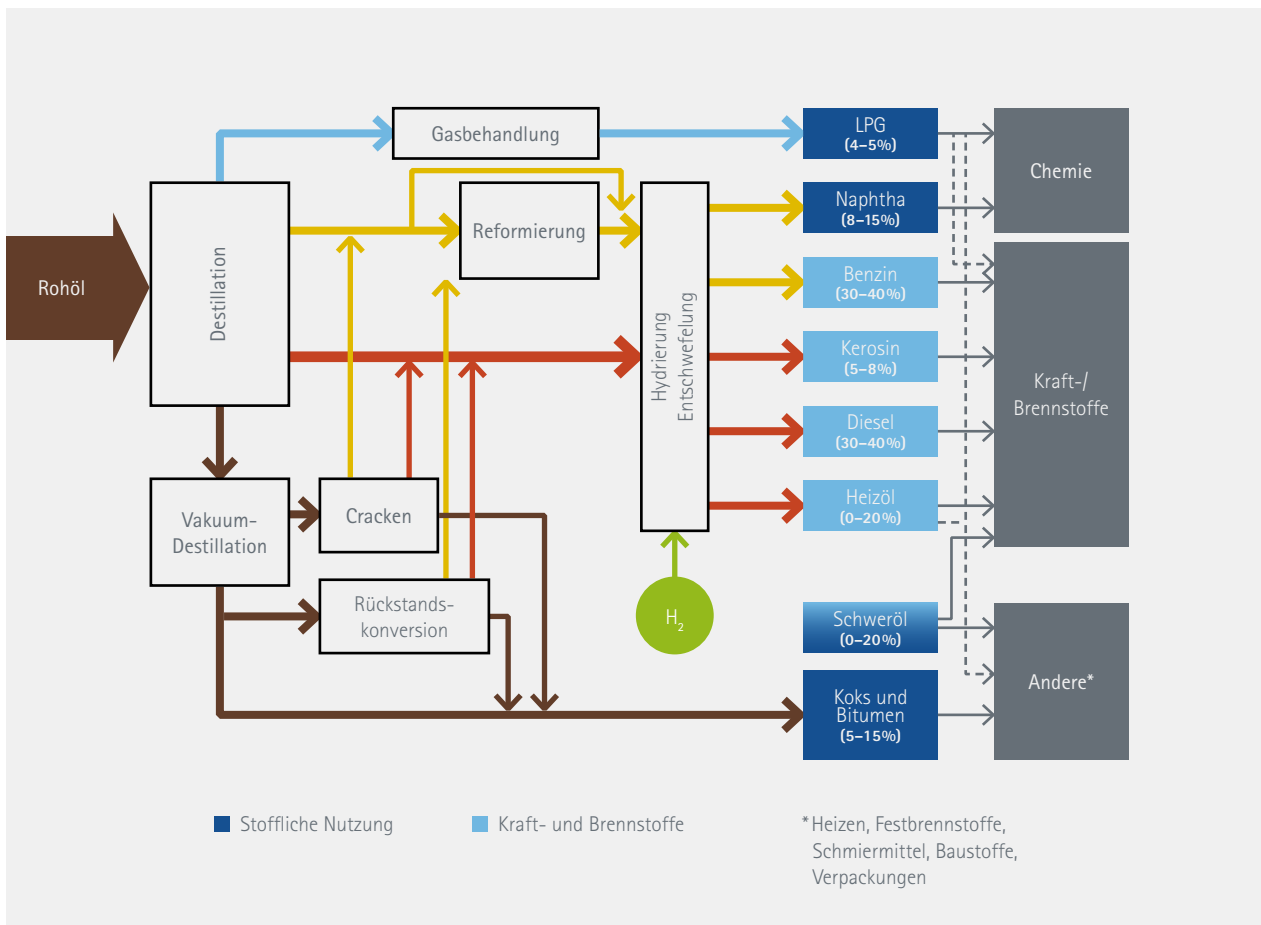 Rohöl
Destillation
Gasbehandlung
Reformierung
Hydrierung
Entschwefelung
Vakuum-
Destillation
Cracken
Rückstands-
konversion
H₂
LPG
(4–5%)
Naphtha
(8–15%)
Benzin
(30–40%)
Kerosin
(5–8%)
Diesel
(30–40%)
Heizöl
(0–20%)
Schweröl
(0–20%)
Koks und
Bitumen
(5–15%)
Chemie
Kraft-/
Brennstoffe
Andere*
Stoffliche Nutzung
Kraft- und Brennstoffe
*Heizen, Festbrennstoffe,
Schmiermittel, Baustoffe,
Verpackungen